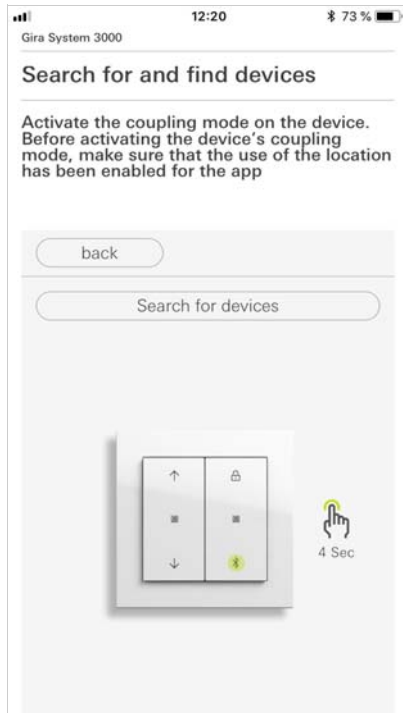 12:20
73 %
Gira System 3000
Search for and find devices
Activate the coupling mode on the device.
Before activating the device's coupling
mode, make sure that the use of the location
has been enabled for the app
back
Search for devices
4 Sec